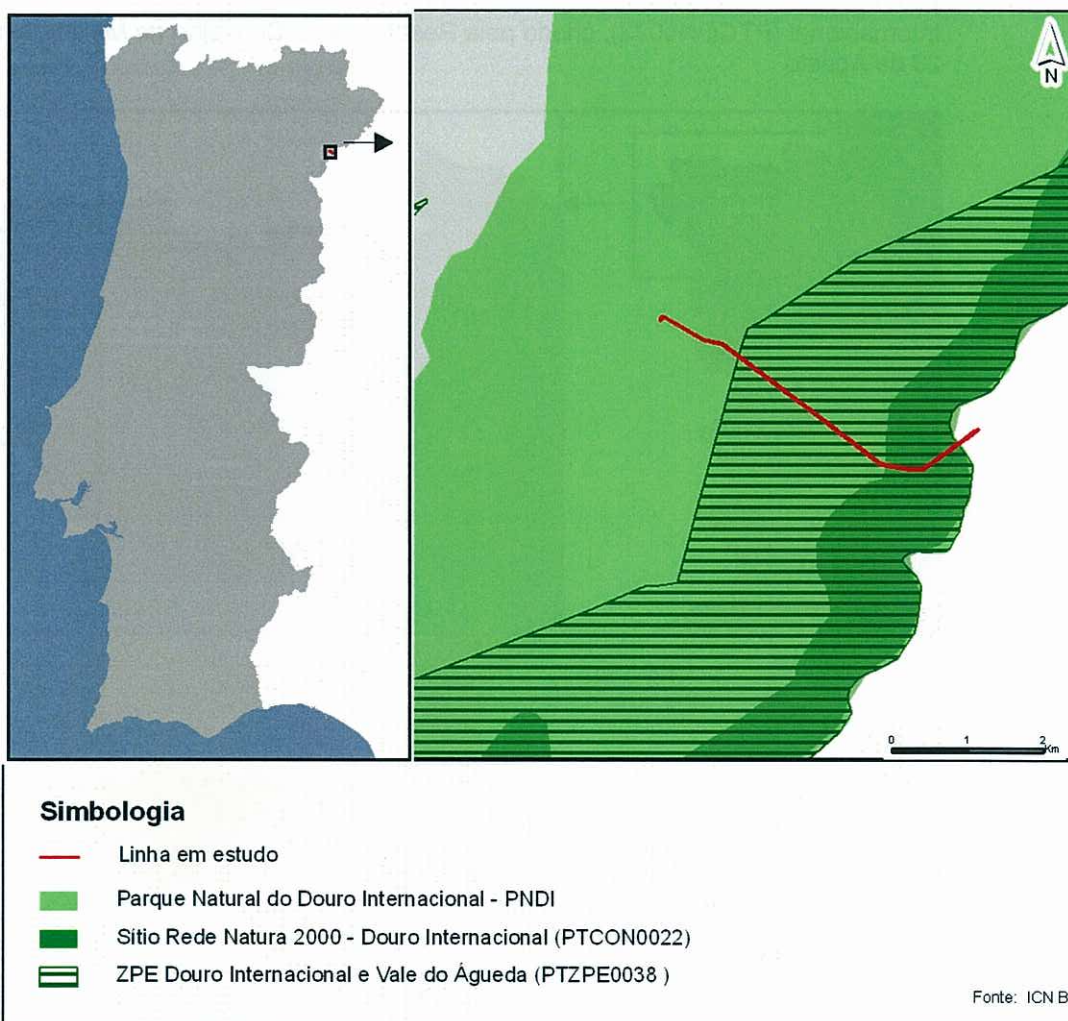 N
0 1 2
Km
Simbologia
Linha em estudo
Parque Natural do Douro Internacional - PNDI
Sítio Rede Natura 2000 - Douro Internacional (PTCON0022)
ZPE Douro Internacional e Vale do Águeda (PTZPE0038 )
Fonte: ICN B